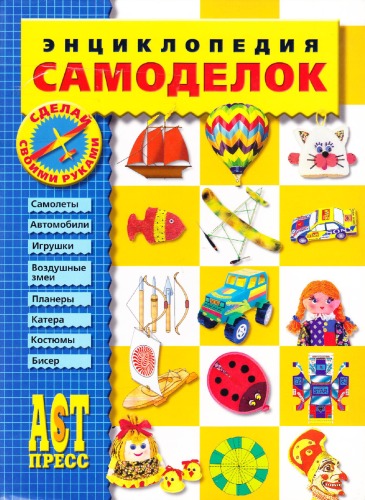 ЭНЦИКЛОПЕДИЯ
САМОДЕЛОК
СДЕЛАЙ
СВОИМИ РУКАМИ
Самолеты
Автомобили
Игрушки
Воздушные
змеи
Планеры
Катера
Костюмы
Бисер
АСТ
ПРЕСС